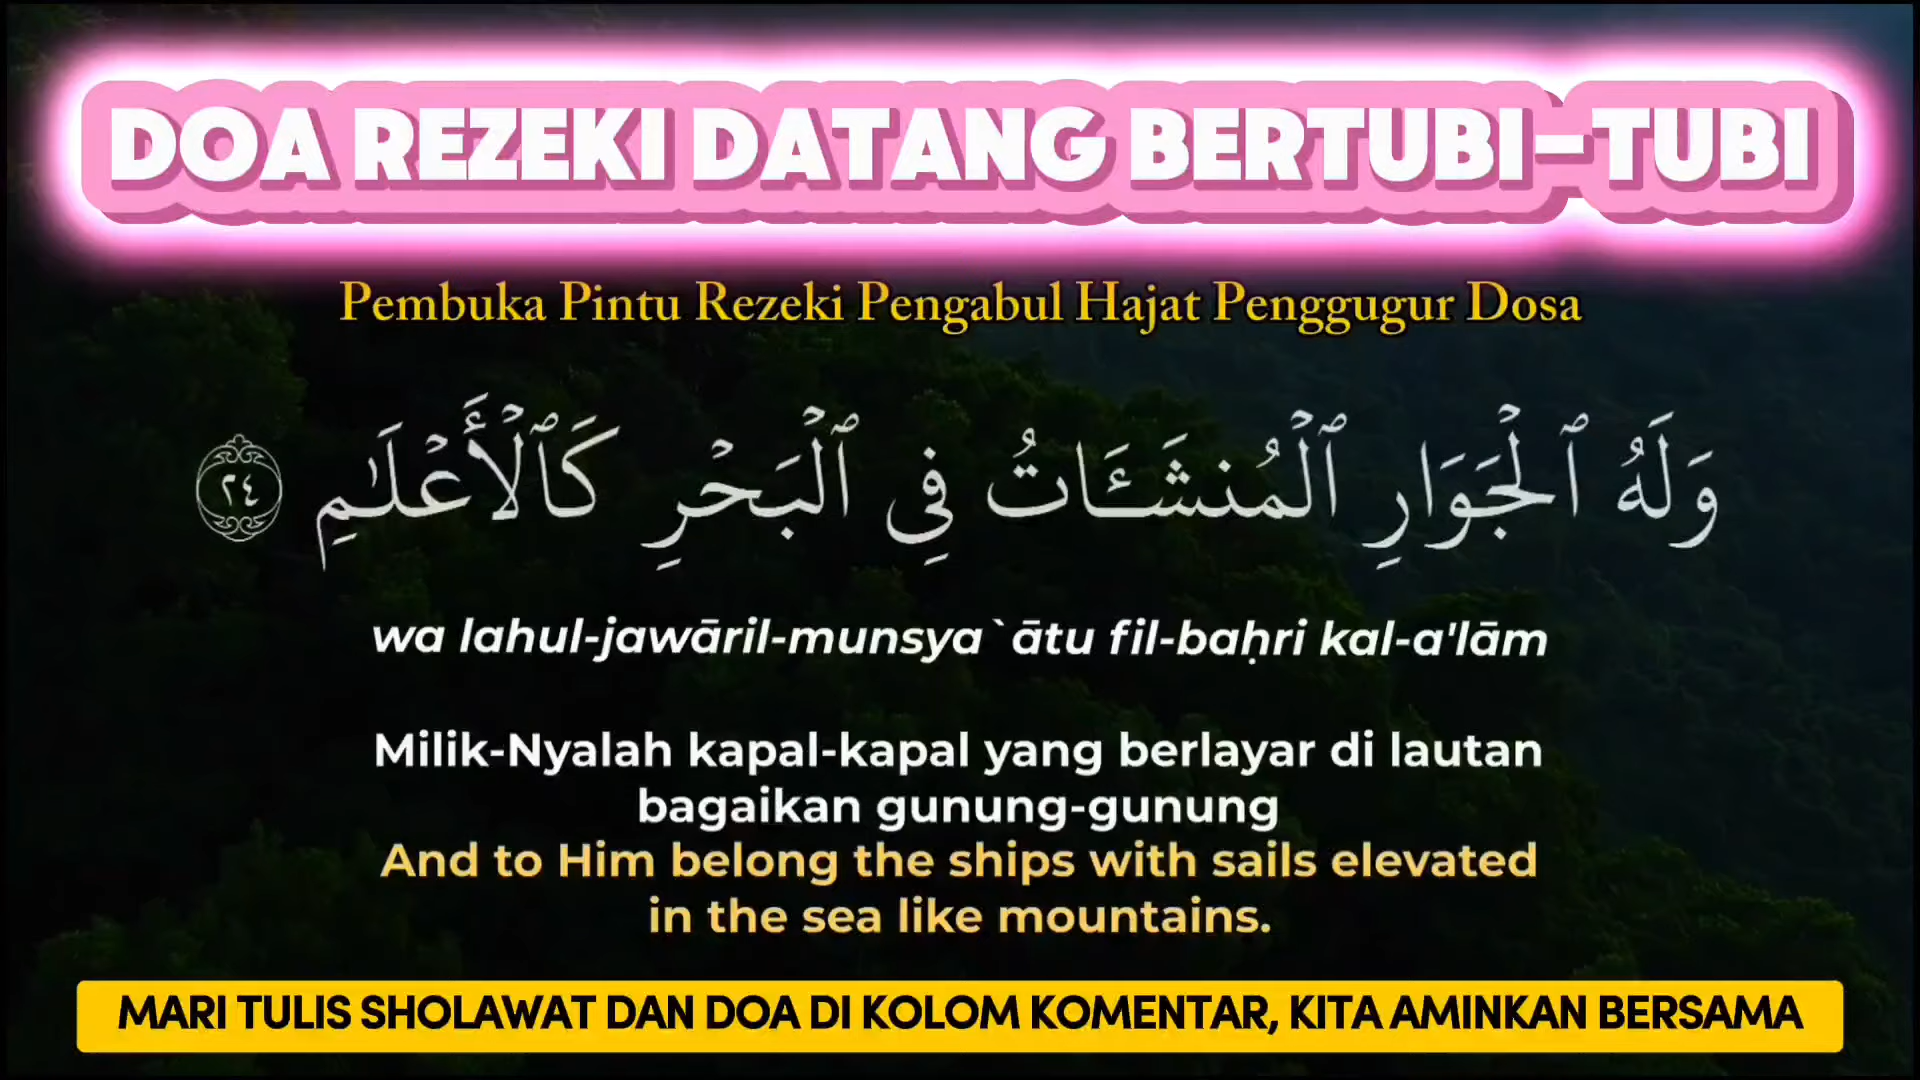 DOA REZEKI DATANG BERTUBI-TUBI
Pembuka Pintu Rezeki Pengabul Hajat Penggugur Dosa
وَلَهُ ٱلْجَوَارِ ٱلْمُنشَـَٔاتُ فِى ٱلْبَحْرِ كَٱلْأَعْلَـٰمِ ٢٤
wa lahul-jawāril-munsya`ātu fil-baḥri kal-a'lām
Milik-Nyalah kapal-kapal yang berlayar di lautan
bagaikan gunung-gunung
And to Him belong the ships with sails elevated
in the sea like mountains.
MARI TULIS SHOLAWAT DAN DOA DI KOLOM KOMENTAR, KITA AMINKAN BERSAMA